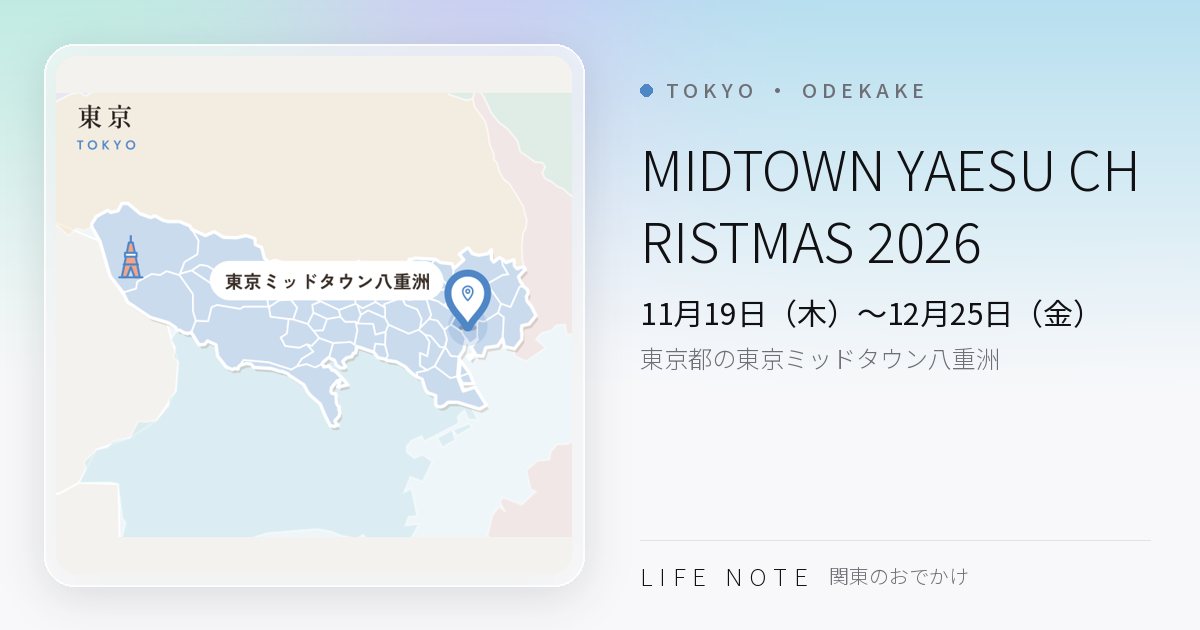 東京
TOKYO
東京ミッドタウン八重洲
TOKYO • ODEKAKE
MIDTOWN YAESU CH
RISTMAS 2026
11月19日（木）〜12月25日（金）
東京都の東京ミッドタウン八重洲
LIFE NOTE 関東のおでかけ